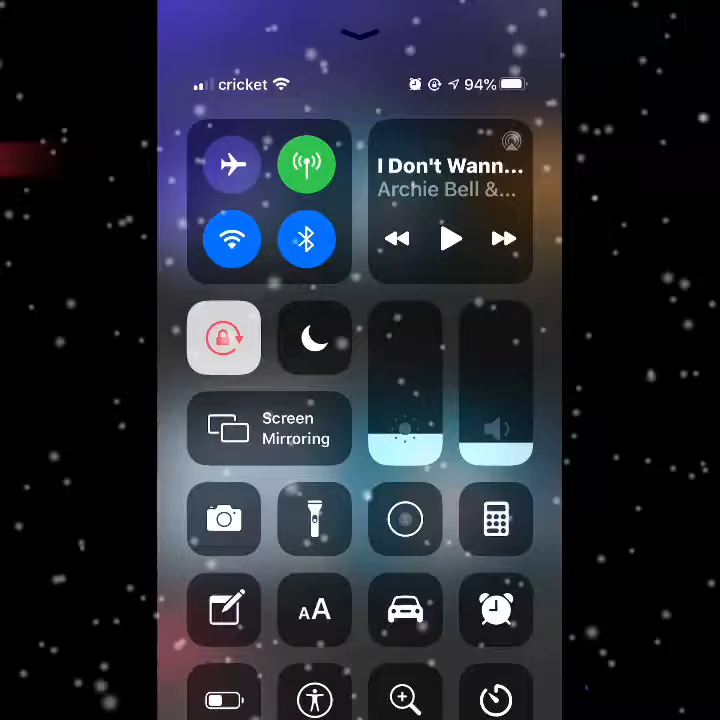 cricket 94%
I Don't Wann...
Archie Bell &...
Screen
Mirroring
AA